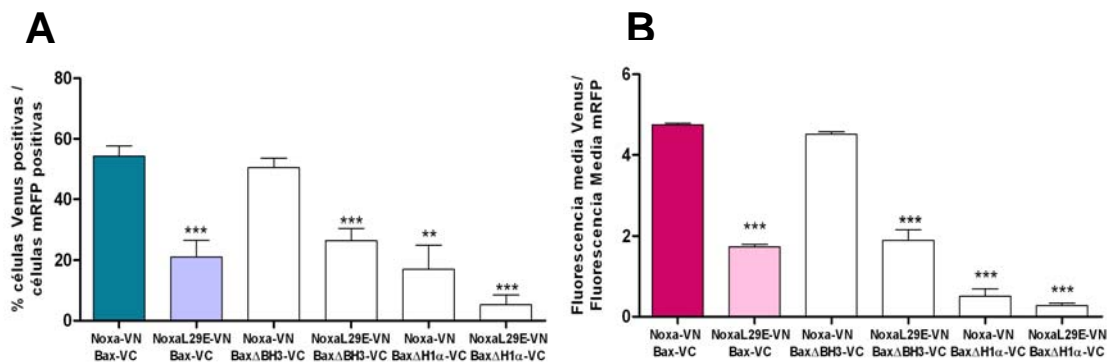 A
% células Venus positivas /
células mRFP positivas
80
60
40
20
0
***
***
**
***
Noxa-VN NoxaL29E-VN Noxa-VN NoxaL29E-VN Noxa-VN NoxaL29E-VN
Bax-VC Bax-VC BaxΔBH3-VC BaxΔBH3-VC BaxΔH1α-VC BaxΔH1α-VC
B
Fluorescencia media Venus/
Fluorescencia Media mRFP
6
4
2
0
***
***
***
***
Noxa-VN NoxaL29E-VN Noxa-VN NoxaL29E-VN Noxa-VN NoxaL29E-VN
Bax-VC Bax-VC BaxΔBH3-VC BaxΔBH3-VC BaxΔH1α-VC BaxΔH1α-VC